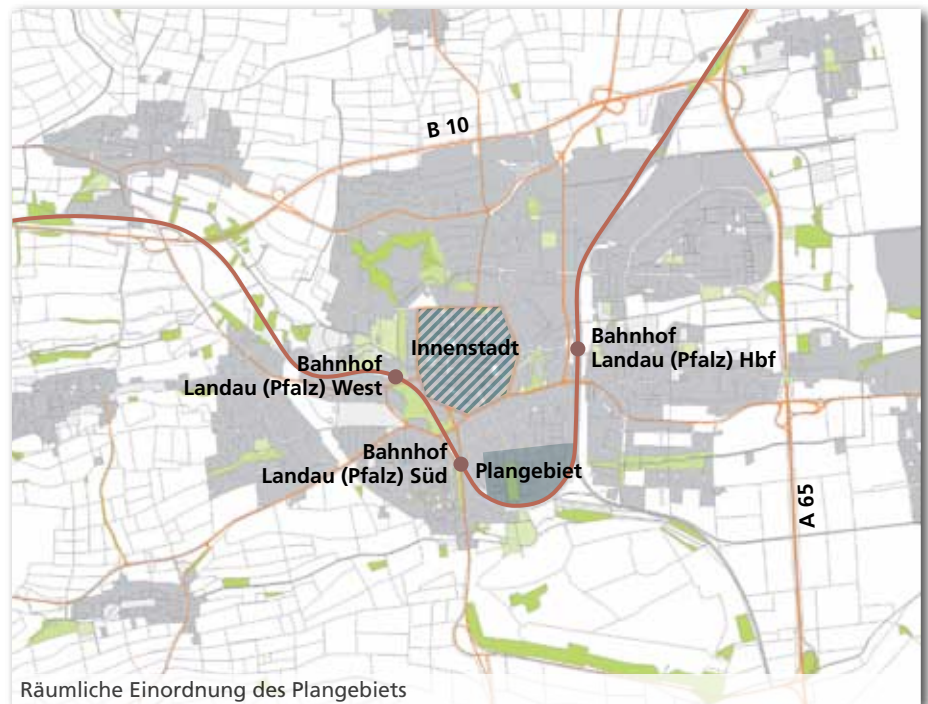 B 10
Innenstadt
Bahnhof
Landau (Pfalz) Hbf
Bahnhof
Landau (Pfalz) West
Bahnhof
Landau (Pfalz) Süd
Plangebiet
A 65
Räumliche Einordnung des Plangebiets